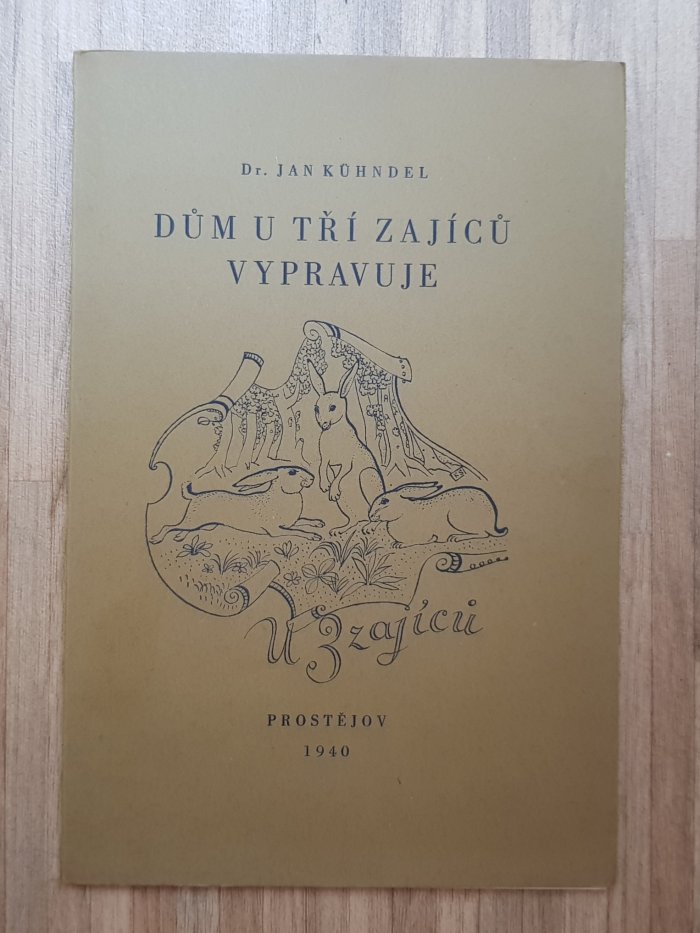 Dr. JAN KÜHNDEL
DŮM U TŘÍ ZAJÍCŮ
VYPRAVUJE
U 3 zajíců
PROSTĚJOV
1940